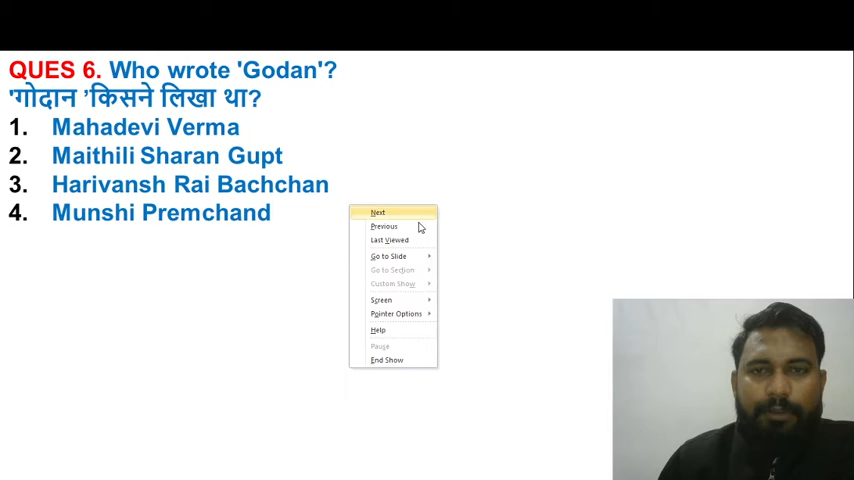 QUES 6. Who wrote 'Godan'?
'गोदान ’किसने लिखा था?
1. Mahadevi Verma
2. Maithili Sharan Gupt
3. Harivansh Rai Bachchan
4. Munshi Premchand
Next
Previous
Last Viewed
Go to Slide
Go to Section
Custom Show
Screen
Pointer Options
Help
Pause
End Show